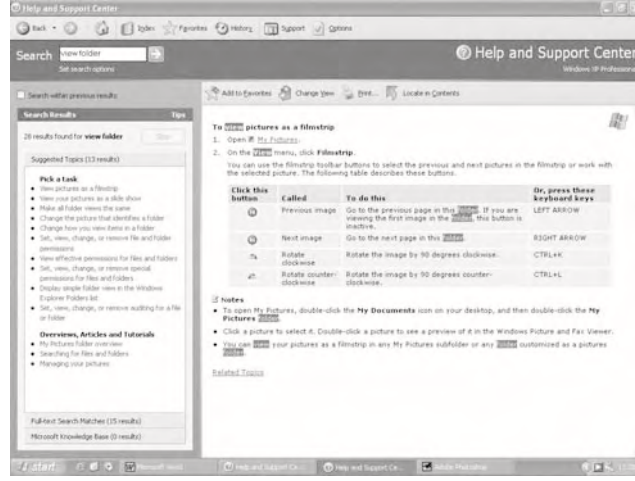 Help and Support Center
Back Index Favorites History Support Options
Search view folder
Set search options
Help and Support Center
Windows XP Professional
Search within previous results
Add to Favorites Change View Print... Locate in Contents
Search Results Tips
28 results found for view folder
Suggested Topics (13 results)
Pick a task
View pictures as a filmstrip
View your pictures as a slide show
Make all folder views the same
Change the picture that identifies a folder
Change how you view items in a folder
Set, view, change, or remove file and folder
permissions
View effective permissions for files and folders
Set, view, change, or remove special
permissions for files and folders
Display simple folder view in the Windows
Explorer Folders list
Set, view, change, or remove auditing for a file
or folder
Overviews, Articles and Tutorials
My Pictures folder overview
Searching for files and folders
Managing your pictures
Full-text Search Matches (15 results)
Microsoft Knowledge Base (0 results)
To view pictures as a filmstrip
1. Open My Pictures.
2. On the View menu, click Filmstrip.
You can use the filmstrip toolbar buttons to select the previous and next pictures in the filmstrip or work with
the selected picture. The following table describes these buttons.
Click this Or, press these
button Called To do this keyboard keys
Previous image Go to the previous page in this folder. If you are LEFT ARROW
viewing the first image in the folder, this button is
inactive.
Next image Go to the next page in this folder. RIGHT ARROW
Rotate Rotate the image by 90 degrees clockwise. CTRL+K
clockwise
Rotate counter- Rotate the image by 90 degrees counter- CTRL+L
clockwise clockwise.
Notes
To open My Pictures, double-click the My Documents icon on your desktop, and then double-click the My
Pictures folder.
Click a picture to select it. Double-click a picture to see a preview of it in the Windows Picture and Fax Viewer.
You can view your pictures as a filmstrip in any My Pictures subfolder or any folder customized as a pictures
folder.
Related Topics
start Microsoft Word Help and Support Ce... Help and Support Ce... Adobe Photoshop